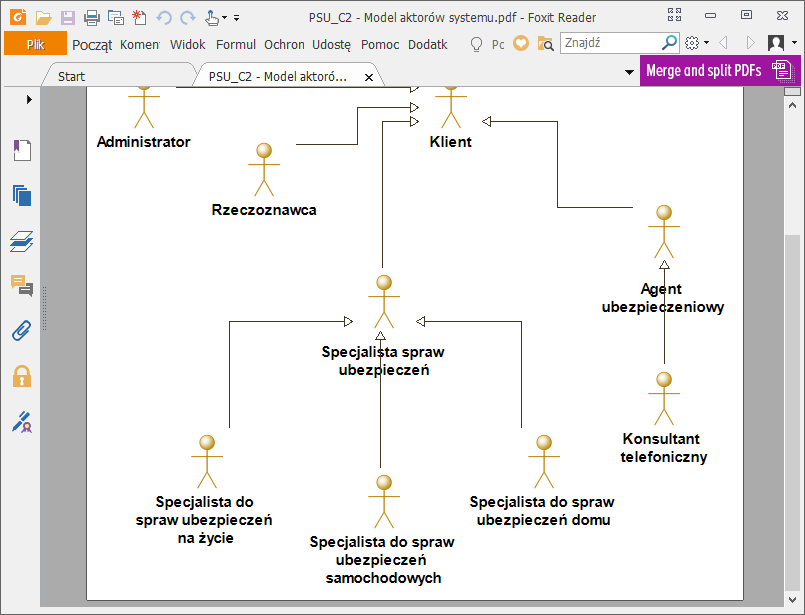 PSU_C2 - Model aktorów systemu.pdf - Foxit Reader
Plik Począt Komen Widok Formul Ochron Udostę Pomoc Dodatk Pc Znajdź
Start PSU_C2 - Model aktoró... Merge and split PDFs
Administrator
Klient
Rzeczoznawca
Agent
ubezpieczeniowy
Specjalista spraw
ubezpieczeń
Konsultant
telefoniczny
Specjalista do
spraw ubezpieczeń
na życie
Specjalista do spraw
ubezpieczeń
samochodowych
Specjalista do spraw
ubezpieczeń domu